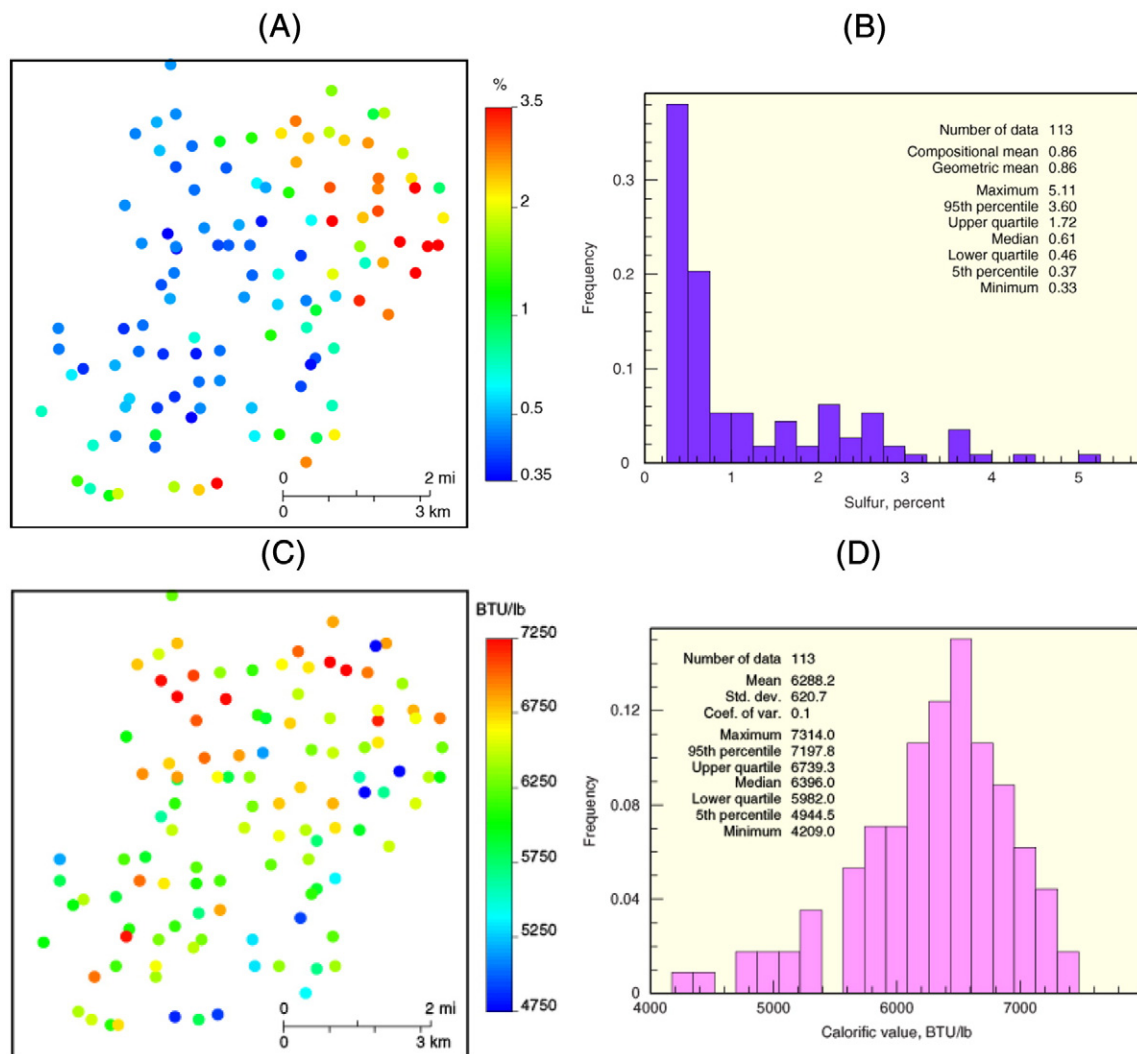 (A)
%
3.5
2
1
0.5
0.35
0 2 mi
0 3 km
(B)
Number of data 113
Compositional mean 0.86
Geometric mean 0.86
Maximum 5.11
95th percentile 3.60
Upper quartile 1.72
Median 0.61
Lower quartile 0.46
5th percentile 0.37
Minimum 0.33
Frequency
0.3
0.2
0.1
0
0 1 2 3 4 5
Sulfur, percent
(C)
BTU/lb
7250
6750
6250
5750
5250
4750
0 2 mi
0 3 km
(D)
Number of data 113
Mean 6288.2
Std. dev. 620.7
Coef. of var. 0.1
Maximum 7314.0
95th percentile 7197.8
Upper quartile 6739.3
Median 6396.0
Lower quartile 5982.0
5th percentile 4944.5
Minimum 4209.0
Frequency
0.12
0.08
0.04
0
4000 5000 6000 7000
Calorific value, BTU/lb